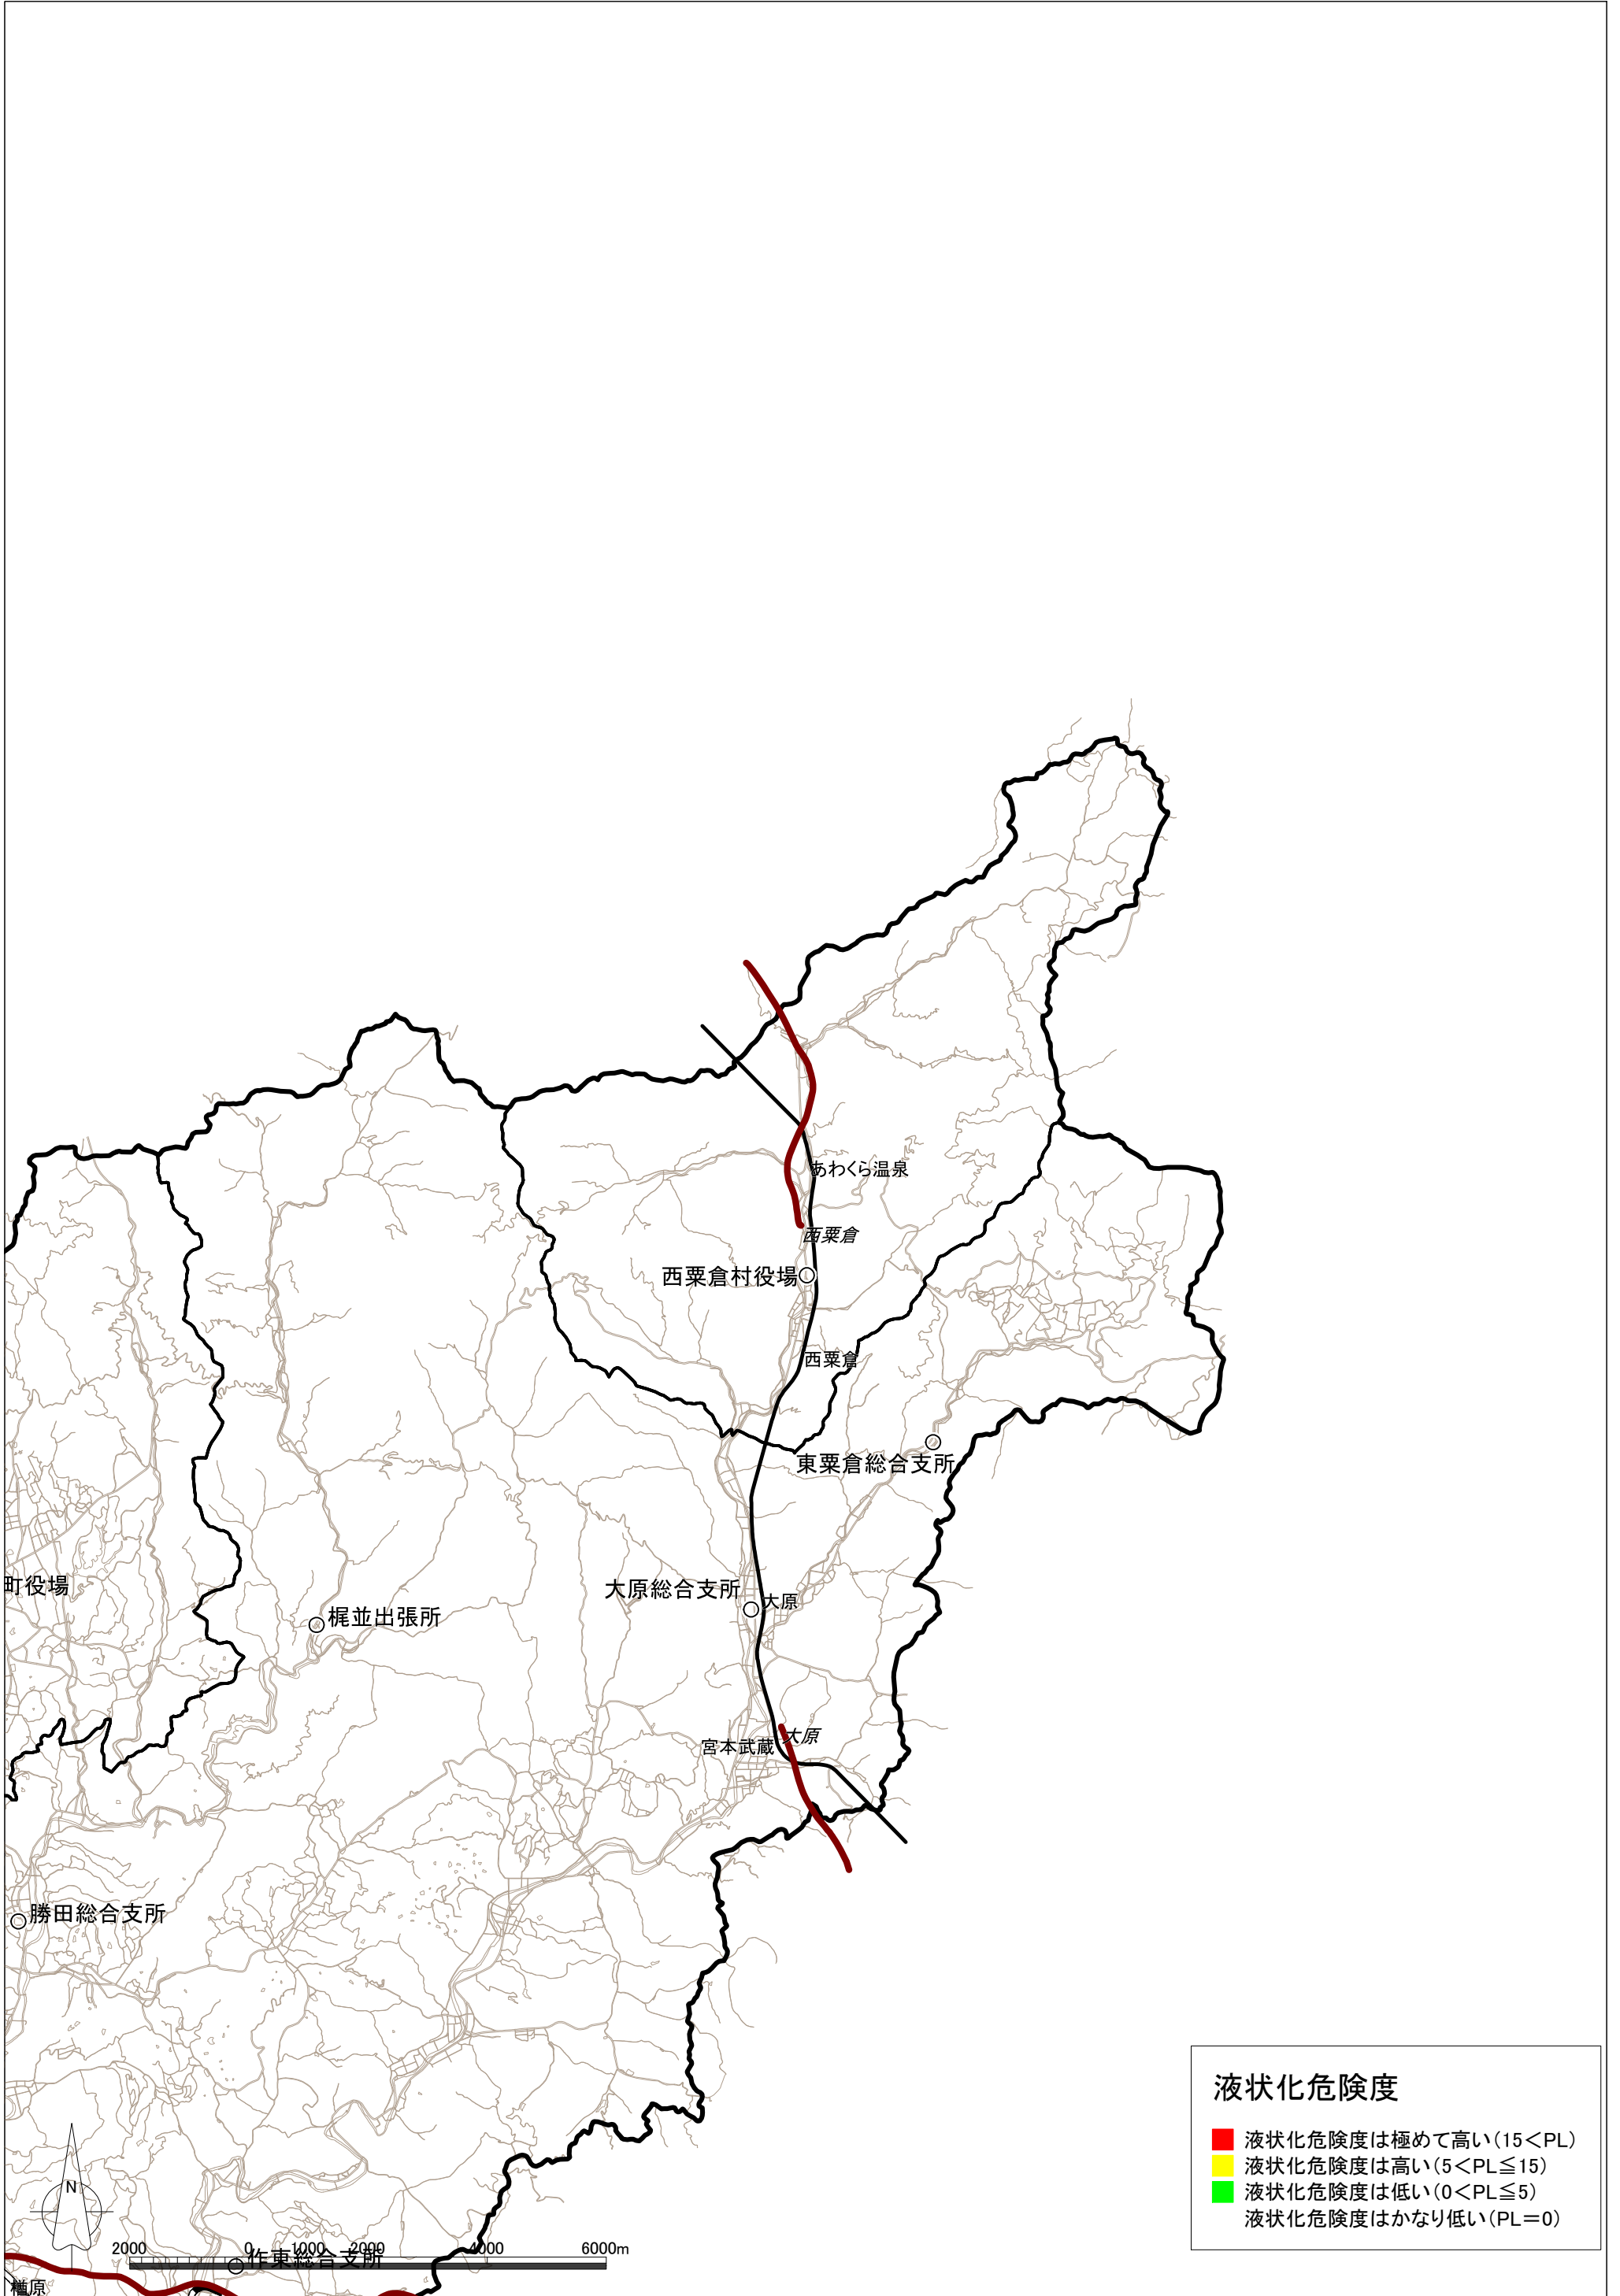 あわくら温泉
西粟倉
西粟倉村役場
西粟倉
東粟倉総合支所
町役場
大原総合支所
大原
梶並出張所
大原
宮本武蔵
勝田総合支所
液状化危険度
液状化危険度は極めて高い(15<PL)
液状化危険度は高い(5<PL≦15)
液状化危険度は低い(0<PL≦5)
液状化危険度はかなり低い(PL=0)
N
2000 0 1000 2000 4000 6000m
作東総合支所
楢原